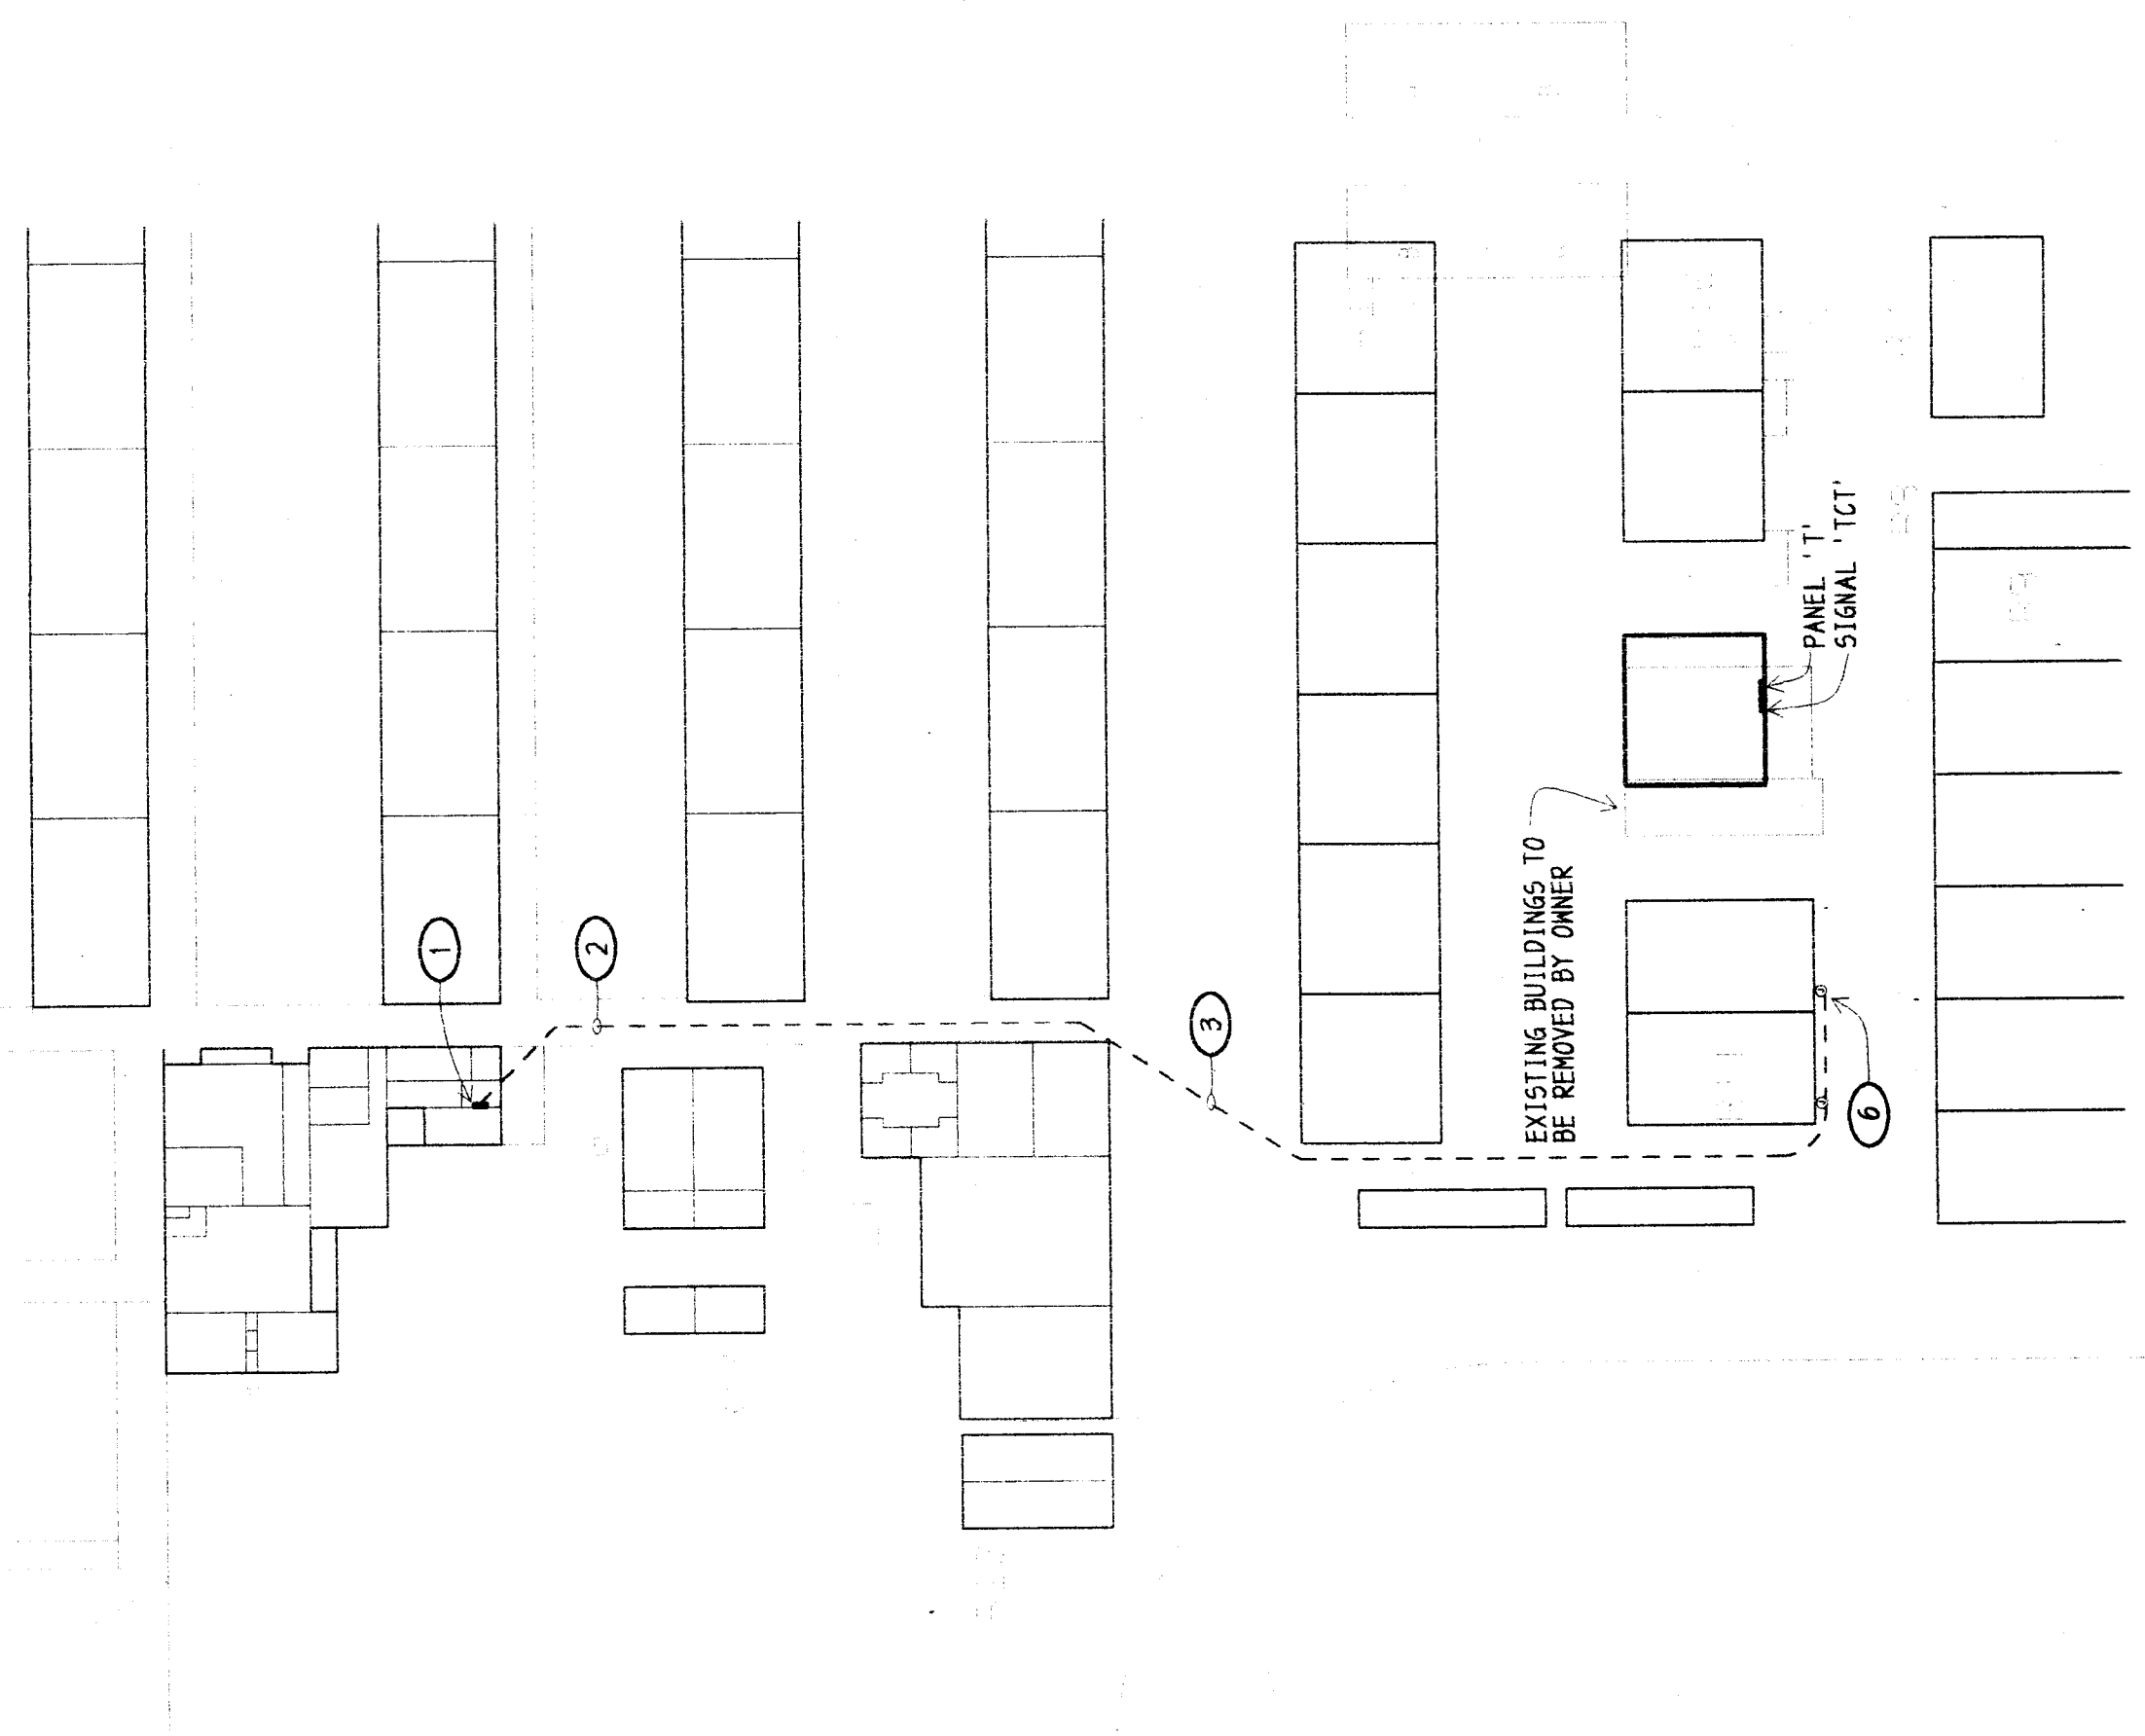 1
2
3
EXISTING BUILDINGS TO
BE REMOVED BY OWNER
PANEL 'T'
SIGNAL 'TCT'
6